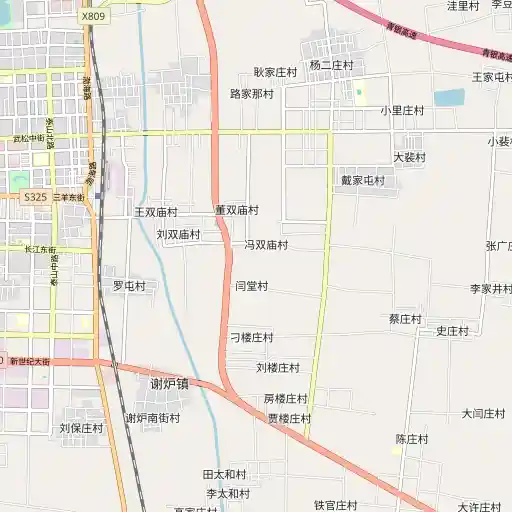 洼里村
李豆
X809
青银高速
青银高速
耿家庄村
杨二庄村
王家屯村
路家那村
小里庄村
武松中街
小裴村
大裴村
戴家屯村
S325
三羊东街
王双庙村
董双庙村
刘双庙村
冯双庙村
张广庄
长江东街
泰山中路
罗屯村
闫堂村
李家井村
蔡庄村
史庄村
刁楼庄村
新世纪大街
刘楼庄村
谢炉镇
房楼庄村
谢炉南街村
贾楼庄村
大闫庄村
刘保庄村
陈庄村
田太和村
李太和村
铁官庄村
大许庄村